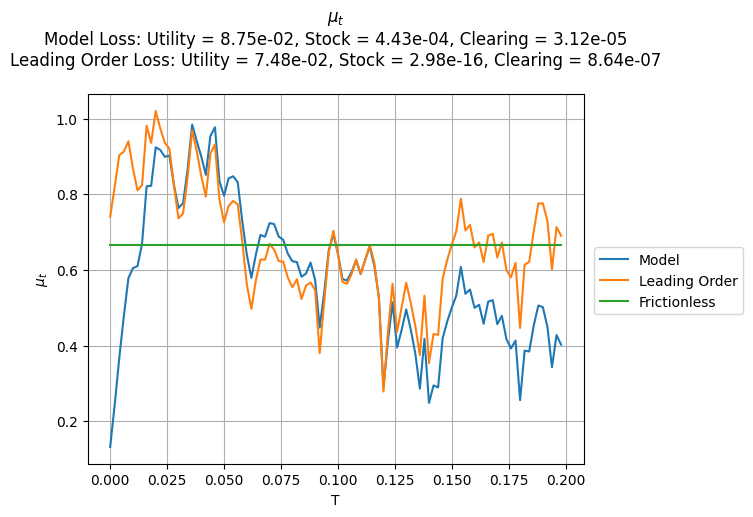 μt
Model Loss: Utility = 8.75e-02, Stock = 4.43e-04, Clearing = 3.12e-05
Leading Order Loss: Utility = 7.48e-02, Stock = 2.98e-16, Clearing = 8.64e-07
1.0
0.8
0.6
0.4
0.2
μt
0.000 0.025 0.050 0.075 0.100 0.125 0.150 0.175 0.200
T
Model
Leading Order
Frictionless